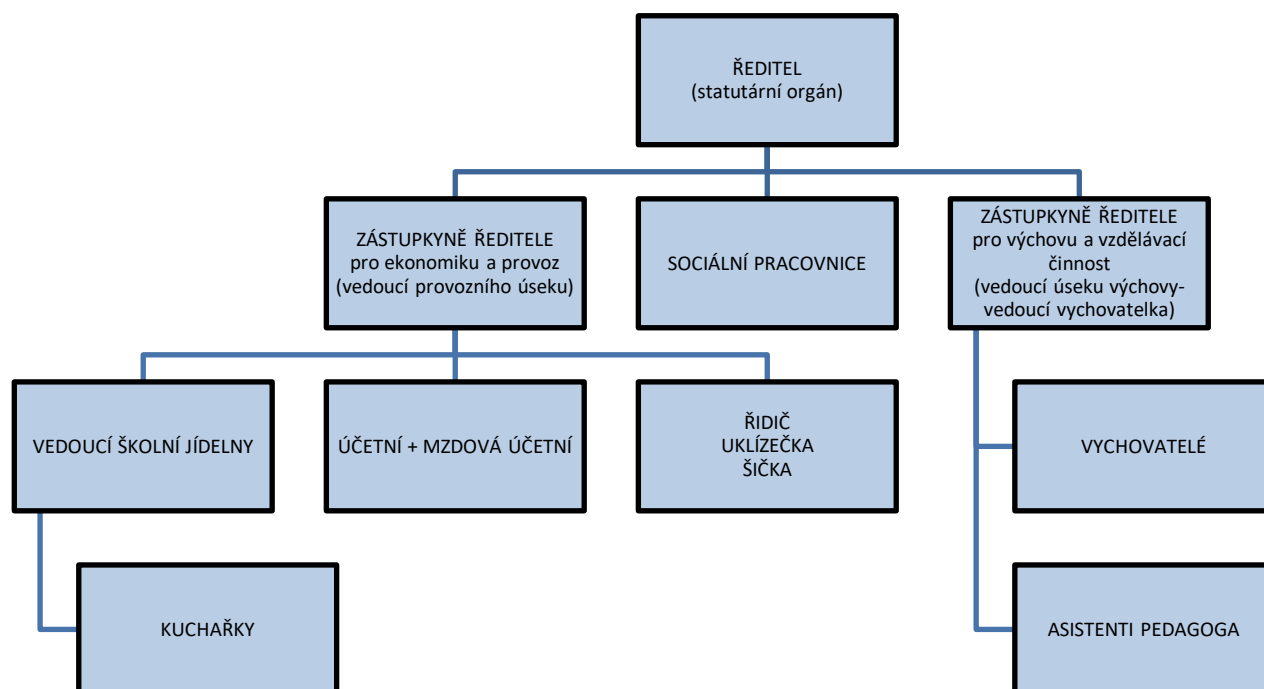 ŘEDITEL
(statutární orgán)
ZÁSTUPKYNĚ ŘEDITELE
pro ekonomiku a provoz
(vedoucí provozního úseku)
SOCIÁLNÍ PRACOVNICE
ZÁSTUPKYNĚ ŘEDITELE
pro výchovu a vzdělávací
činnost
(vedoucí úseku výchovy-
vedoucí vychovatelka)
VEDOUCÍ ŠKOLNÍ JÍDELNY
ÚČETNÍ + MZDOVÁ ÚČETNÍ
ŘIDIČ
UKLÍZEČKA
ŠIČKA
VYCHOVATELÉ
KUCHAŘKY
ASISTENTI PEDAGOGA